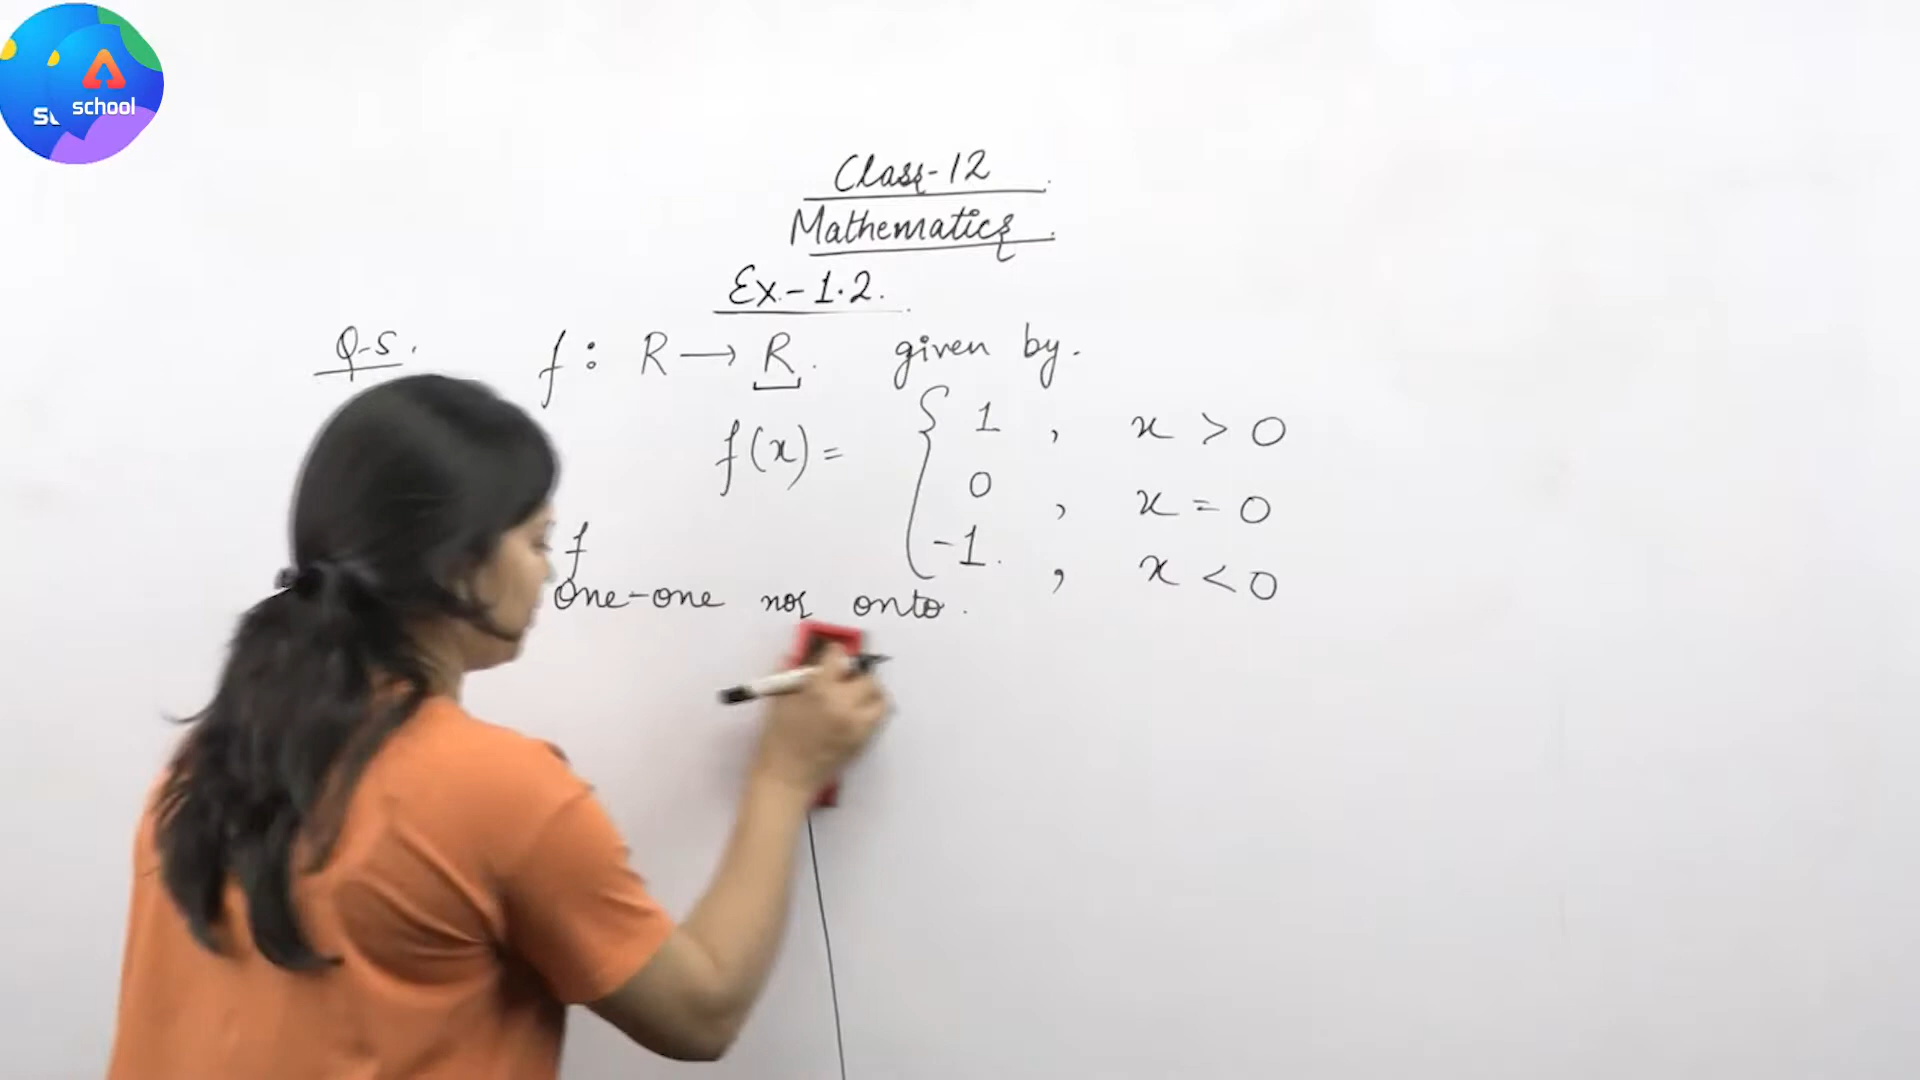 school
Class-12
Mathematics
Ex-1.2.
Q-5. f: R → R. given by.
f(x) = { 1 , x > 0
0 , x = 0
-1. , x < 0
f
one-one nor onto.